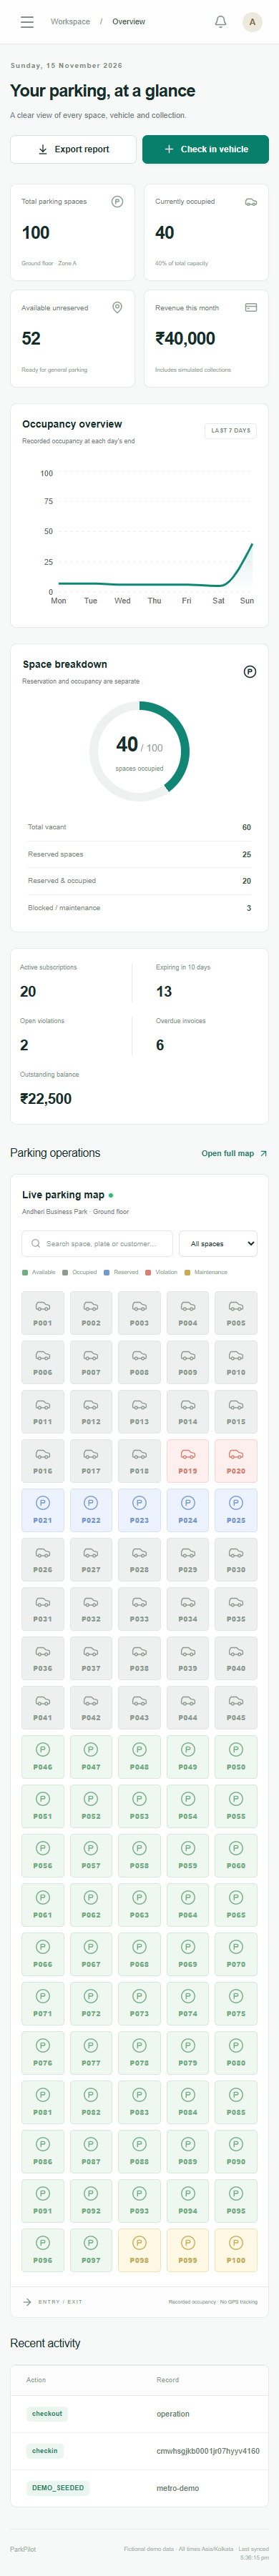 Workspace / Overview
A
Sunday, 15 November 2026
Your parking, at a glance
A clear view of every space, vehicle and collection.
Export report
Check in vehicle
Total parking spaces
100
Ground floor · Zone A
Currently occupied
40
40% of total capacity
Available unreserved
52
Ready for general parking
Revenue this month
₹40,000
Includes simulated collections
Occupancy overview
Recorded occupancy at each day's end
LAST 7 DAYS
100
75
50
25
0
Mon Tue Wed Thu Fri Sat Sun
Space breakdown
Reservation and occupancy are separate
40 / 100
spaces occupied
Total vacant 60
Reserved spaces 25
Reserved & occupied 20
Blocked / maintenance 3
Active subscriptions
20
Expiring in 10 days
13
Open violations
2
Overdue invoices
6
Outstanding balance
₹22,500
Parking operations
Open full map
Live parking map
Andheri Business Park · Ground floor
Search space, plate or customer...
All spaces
Available Occupied Reserved Violation Maintenance
P001 P002 P003 P004 P005
P006 P007 P008 P009 P010
P011 P012 P013 P014 P015
P016 P017 P018 P019 P020
P021 P022 P023 P024 P025
P026 P027 P028 P029 P030
P031 P032 P033 P034 P035
P036 P037 P038 P039 P040
P041 P042 P043 P044 P045
P046 P047 P048 P049 P050
P051 P052 P053 P054 P055
P056 P057 P058 P059 P060
P061 P062 P063 P064 P065
P066 P067 P068 P069 P070
P071 P072 P073 P074 P075
P076 P077 P078 P079 P080
P081 P082 P083 P084 P085
P086 P087 P088 P089 P090
P091 P092 P093 P094 P095
P096 P097 P098 P099 P100
ENTRY / EXIT
Recorded occupancy · No GPS tracking
Recent activity
Action Record
checkout operation
checkin cmwhsgjkb0001jr07hyyv4160
DEMO_SEEDED metro-demo
ParkPilot
Fictional demo data · All times Asia/Kolkata · Last synced
5:36:10 pm